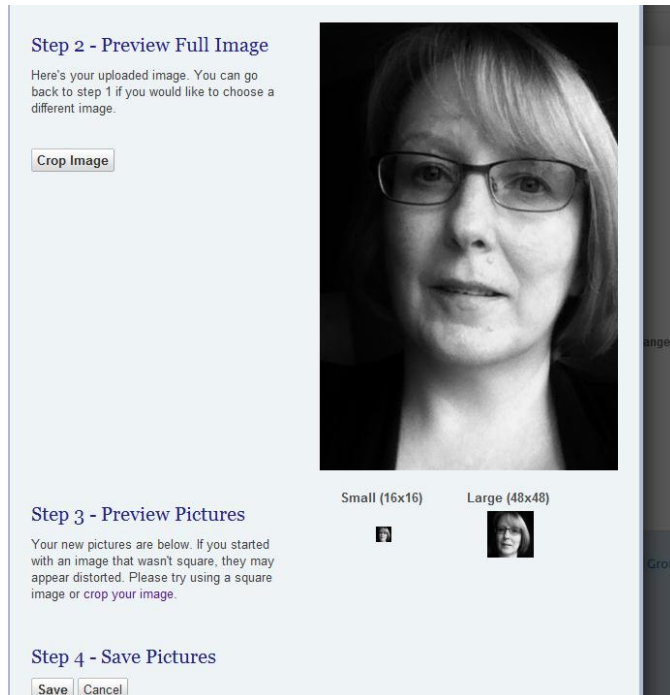 Step 2 - Preview Full Image
Here's your uploaded image. You can go
back to step 1 if you would like to choose a
different image.
Crop Image
Small (16x16) Large (48x48)
Step 3 - Preview Pictures
Your new pictures are below. If you started
with an image that wasn't square, they may
appear distorted. Please try using a square
image or crop your image.
Step 4 - Save Pictures
Save Cancel